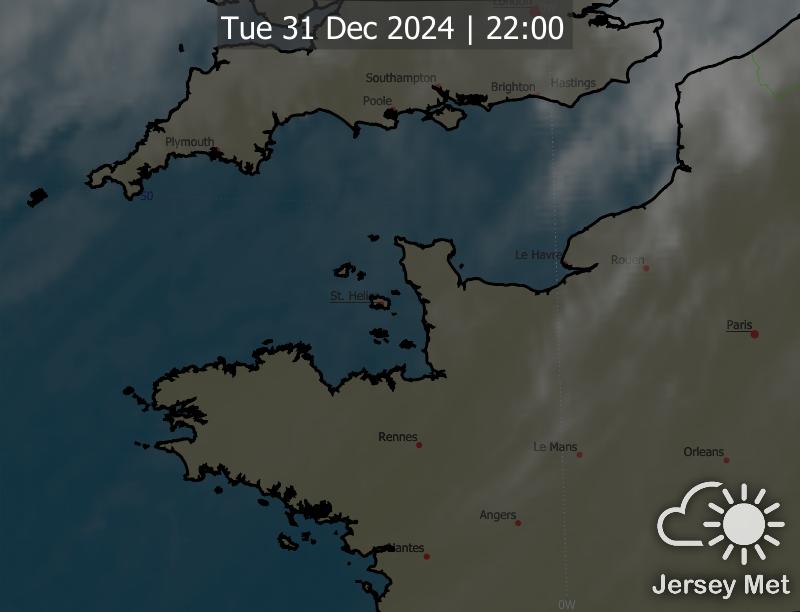 London
Tue 31 Dec 2024 | 22:00
Southampton
Brighton
Hastings
Poole
Plymouth
50
Le Havre
Rouen
St. Helier
Paris
Rennes
Le Mans
Orleans
Angers
Nantes
Jersey Met
0W